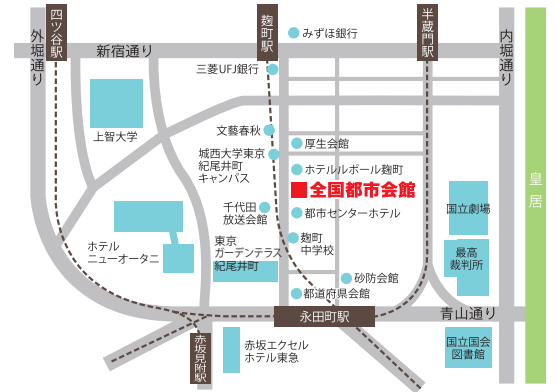 四ツ谷駅
麹町駅
半蔵門駅
外堀通り
新宿通り
内堀通り
みずほ銀行
三菱UFJ銀行
上智大学
文藝春秋
厚生会館
城西大学東京
紀尾井町
キャンパス
ホテルルポール麹町
全国都市会館
皇居
千代田
放送会館
都市センターホテル
国立劇場
ホテル
ニューオータニ
東京
ガーデンテラス
紀尾井町
麹町
中学校
最高
裁判所
砂防会館
都道府県会館
永田町駅
青山通り
赤坂見附駅
赤坂エクセル
ホテル東急
国立国会
図書館